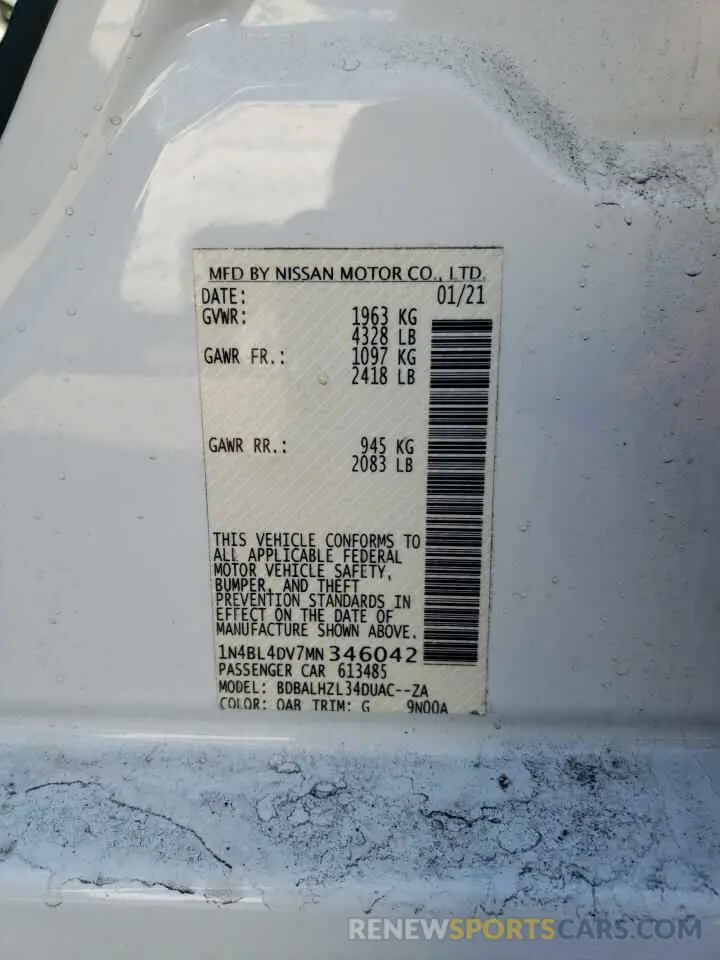 MFD BY NISSAN MOTOR CO., LTD.
DATE: 01/21
GVWR: 1963 KG
4328 LB
GAWR FR.: 1097 KG
2418 LB
GAWR RR.: 945 KG
2083 LB
THIS VEHICLE CONFORMS TO
ALL APPLICABLE FEDERAL
MOTOR VEHICLE SAFETY,
BUMPER, AND THEFT
PREVENTION STANDARDS IN
EFFECT ON THE DATE OF
MANUFACTURE SHOWN ABOVE.
1N4BL4DV7MN346042
PASSENGER CAR 613485
MODEL: BDBALHZL34DUAC--ZA
COLOR: QAB TRIM: G 9N00A
RENEWSPORTSCARS.COM